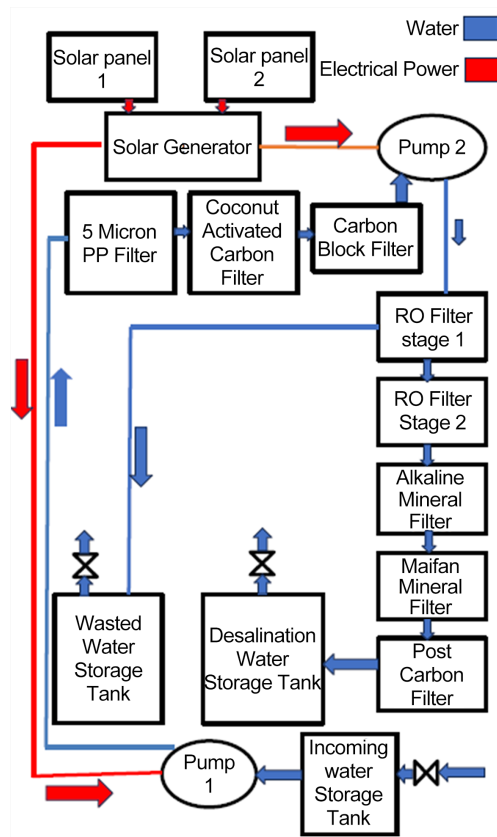 Water
Electrical Power
Solar panel
1
Solar panel
2
Solar Generator
Pump 2
5 Micron
PP Filter
Coconut
Activated
Carbon
Filter
Carbon
Block Filter
RO Filter
stage 1
RO Filter
Stage 2
Alkaline
Mineral
Filter
Maifan
Mineral
Filter
Post
Carbon
Filter
Wasted
Water
Storage
Tank
Desalination
Water
Storage Tank
Pump
1
Incoming
water
Storage
Tank